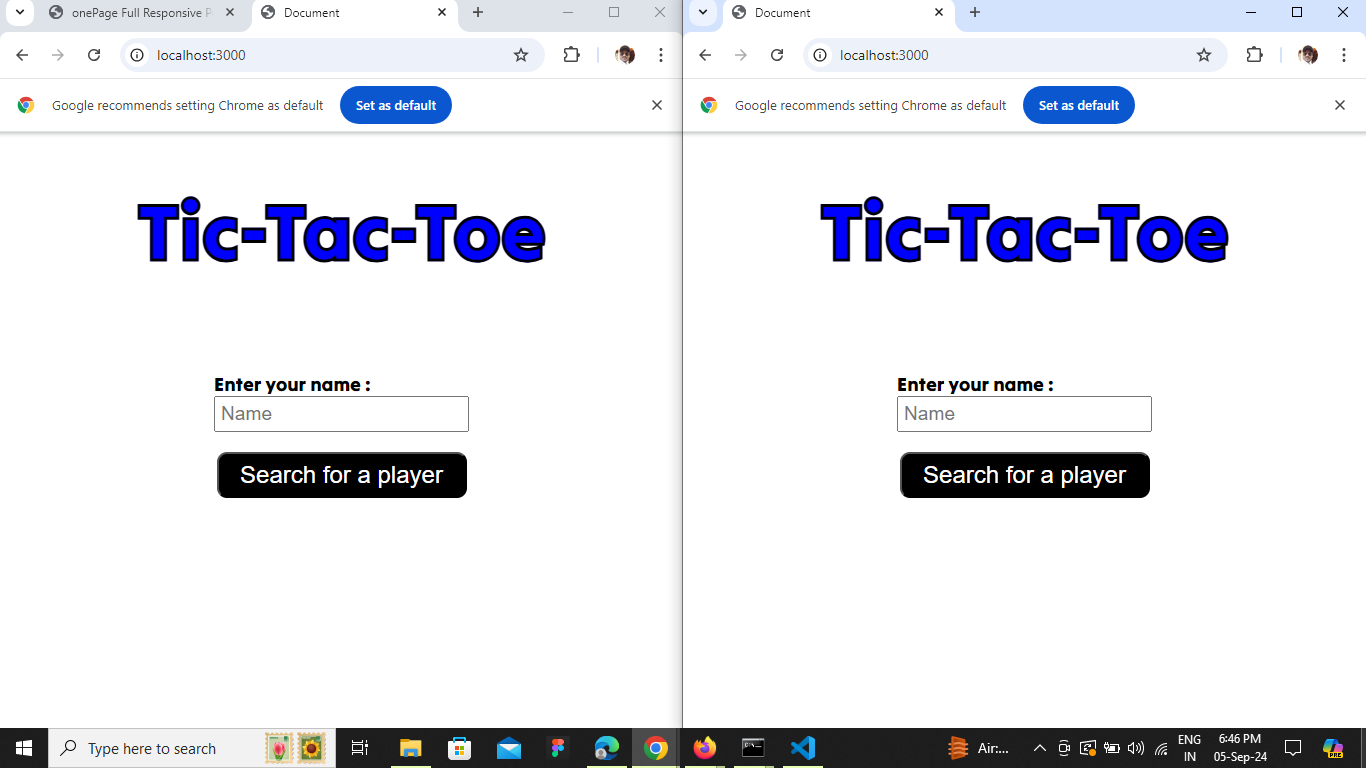 onePage Full Responsive P
Document
localhost:3000
Google recommends setting Chrome as default
Set as default
Tic-Tac-Toe
Enter your name :
Name
Search for a player
Document
localhost:3000
Google recommends setting Chrome as default
Set as default
Tic-Tac-Toe
Enter your name :
Name
Search for a player
Type here to search
Air:...
ENG
IN
6:46 PM
05-Sep-24
PRE